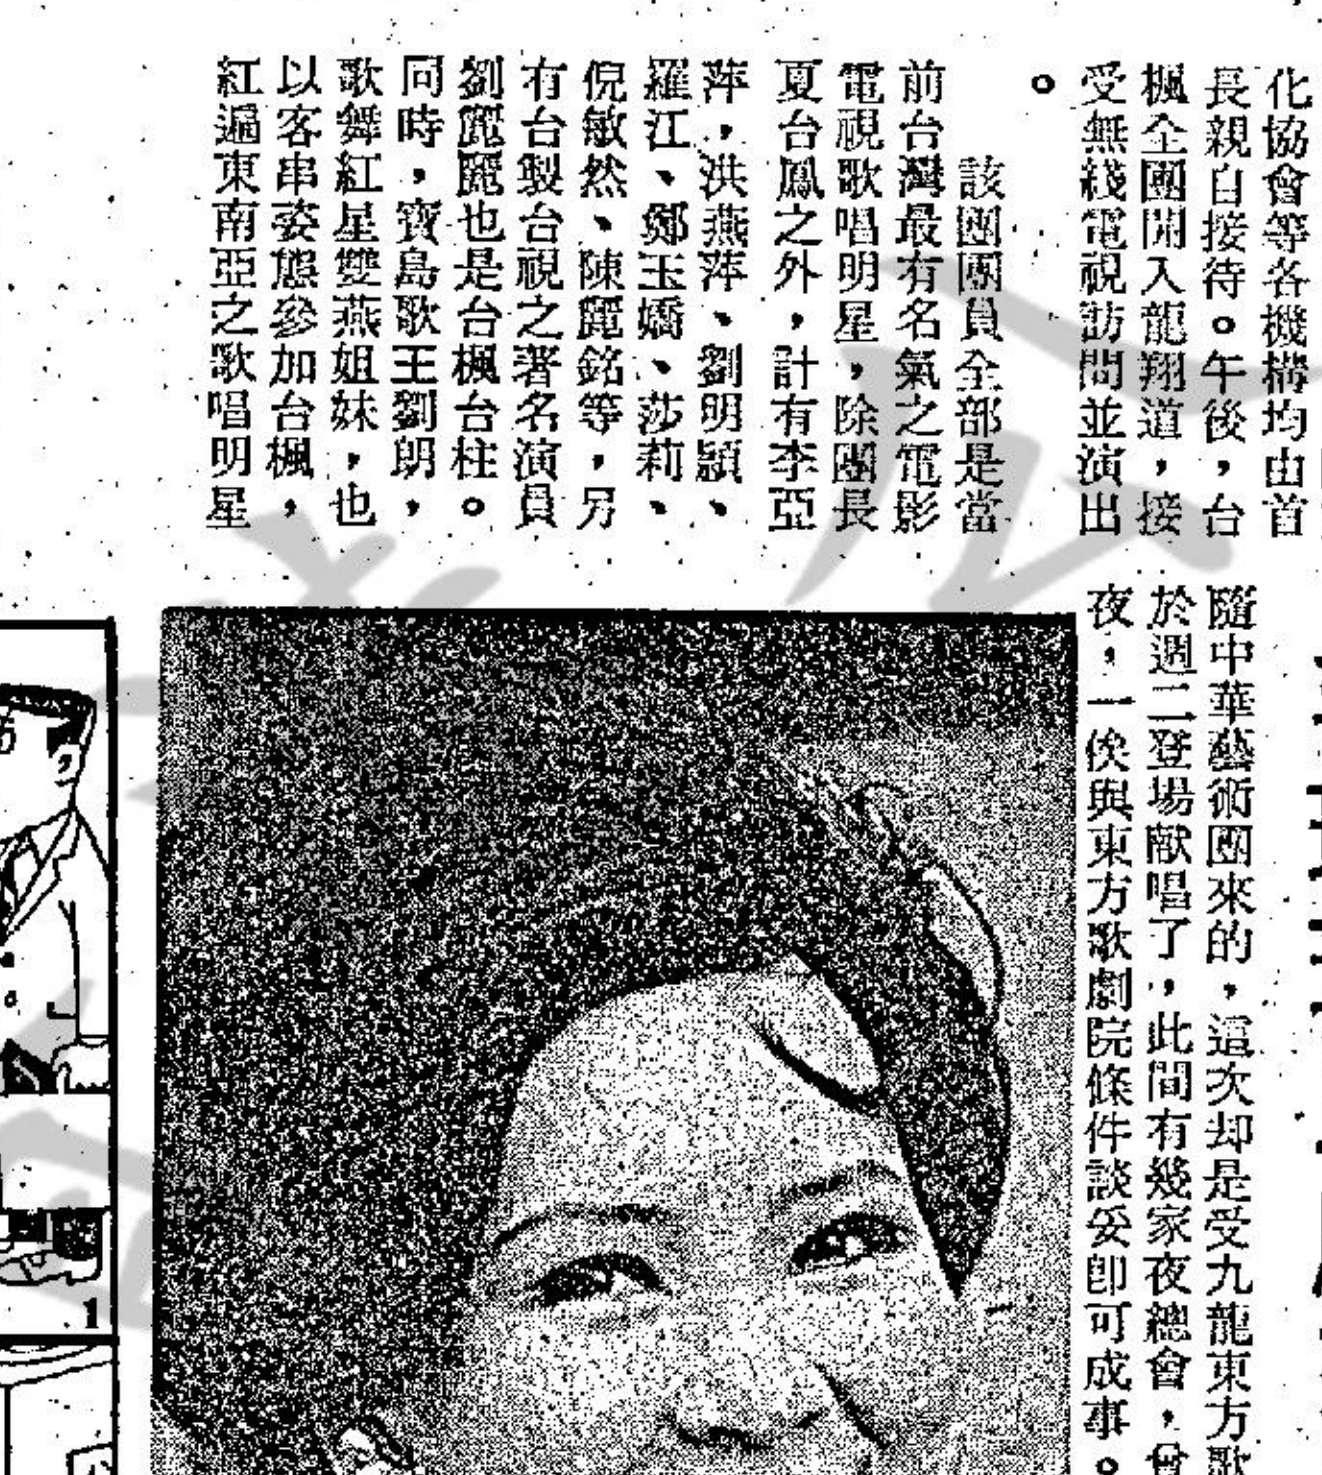 化協會等各機構均由首
長親自接待。午後，台
楓全團開入龍翔道，接
受無綫電視訪問並演出
。
該團團員全部是當
前台灣最有名氣之電影
電視歌唱明星，除團長
夏台鳳之外，計有李亞
萍，洪燕萍、劉明顥、
羅江、鄭玉嬌、莎莉、
倪敏然、陳麗銘等，另
有台製台視之著名演員
劉麗麗也是台楓台柱。
同時，寶島歌王劉朗，
歌舞紅星雙燕姐妹，也
以客串姿態參加台楓，
紅遍東南亞之歌唱明星
隨中華藝術團來的，這次却是受九龍東方歌
於週二登場献唱了，此間有幾家夜總會，曾
夜，一俟與東方歌劇院條件談妥卽可成事。
1